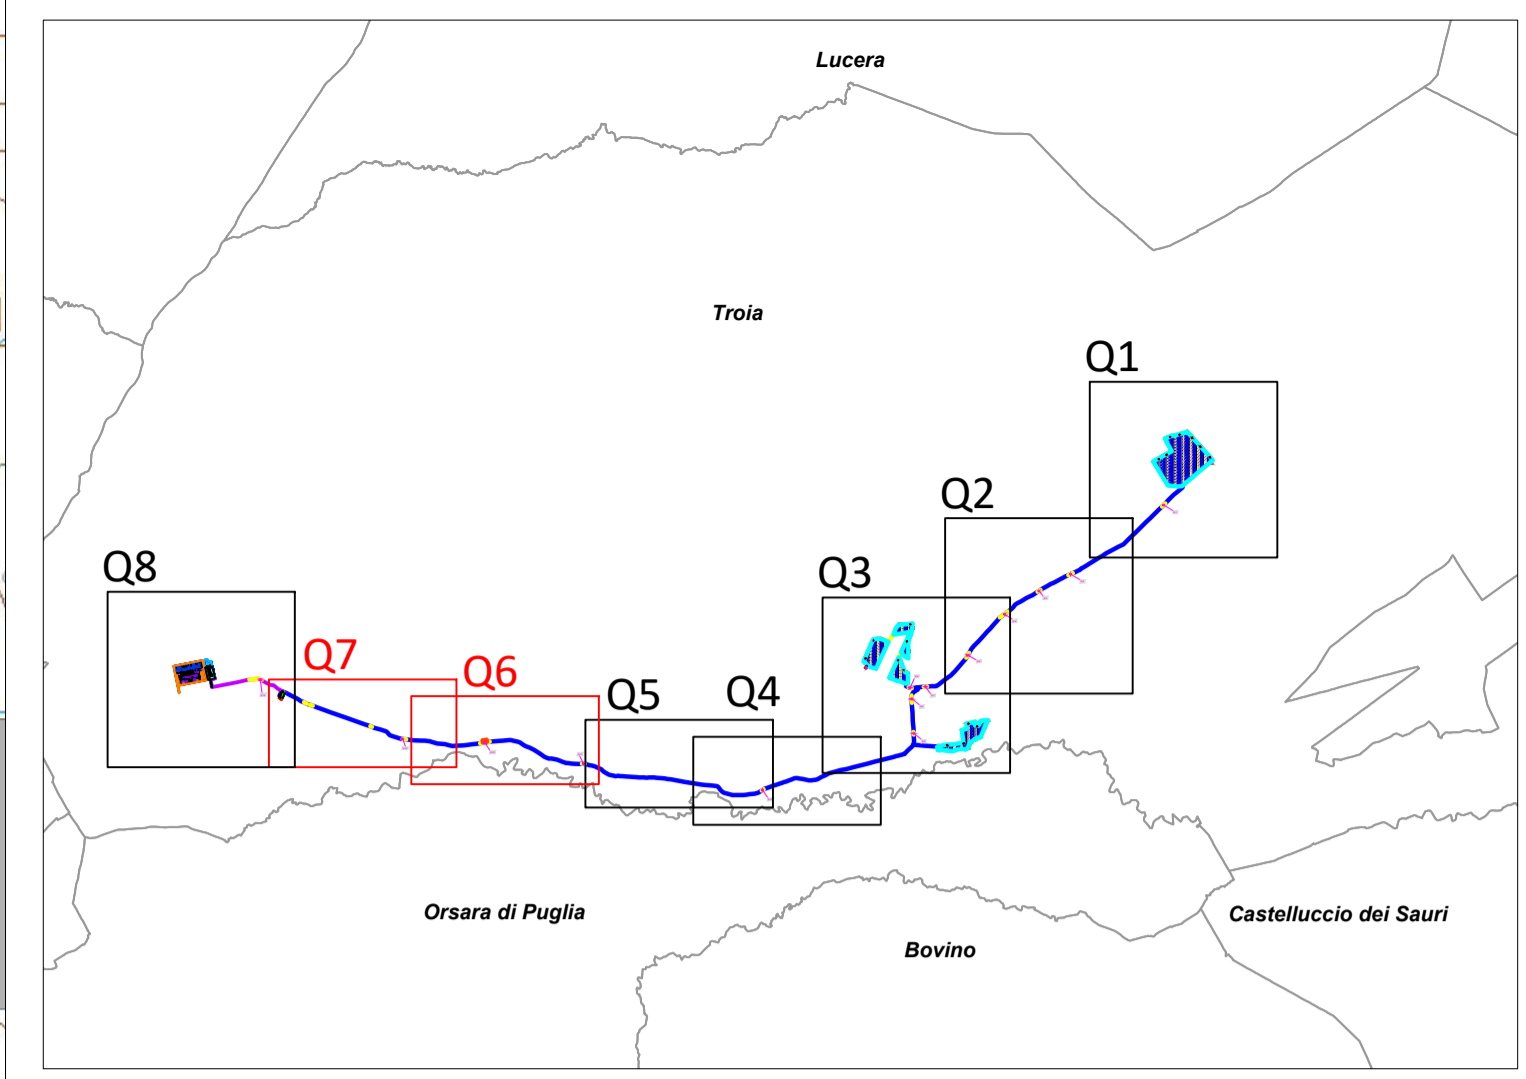 Lucera
Troia
Q1
Q2
Q3
Q8
Q7
Q6
Q5
Q4
Orsara di Puglia
Castelluccio dei Sauri
Bovino